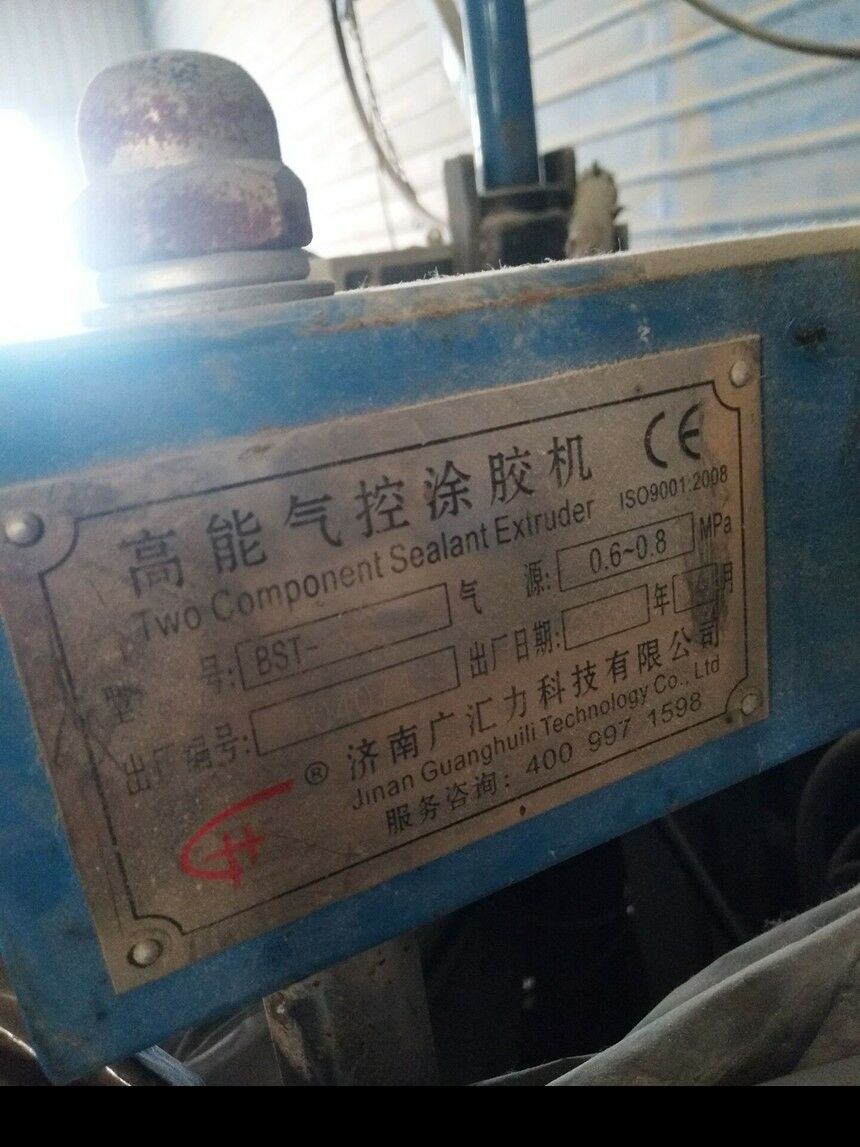 CE
高能气控涂胶机
ISO9001:2008
Two Component Sealant Extruder
型 号: BST-
气 源: 0.6~0.8 MPa
出厂编号:
出厂日期: 年 月
® 济南广汇力科技有限公司
Jinan Guanghuili Technology Co., Ltd
服务咨询: 400 997 1598